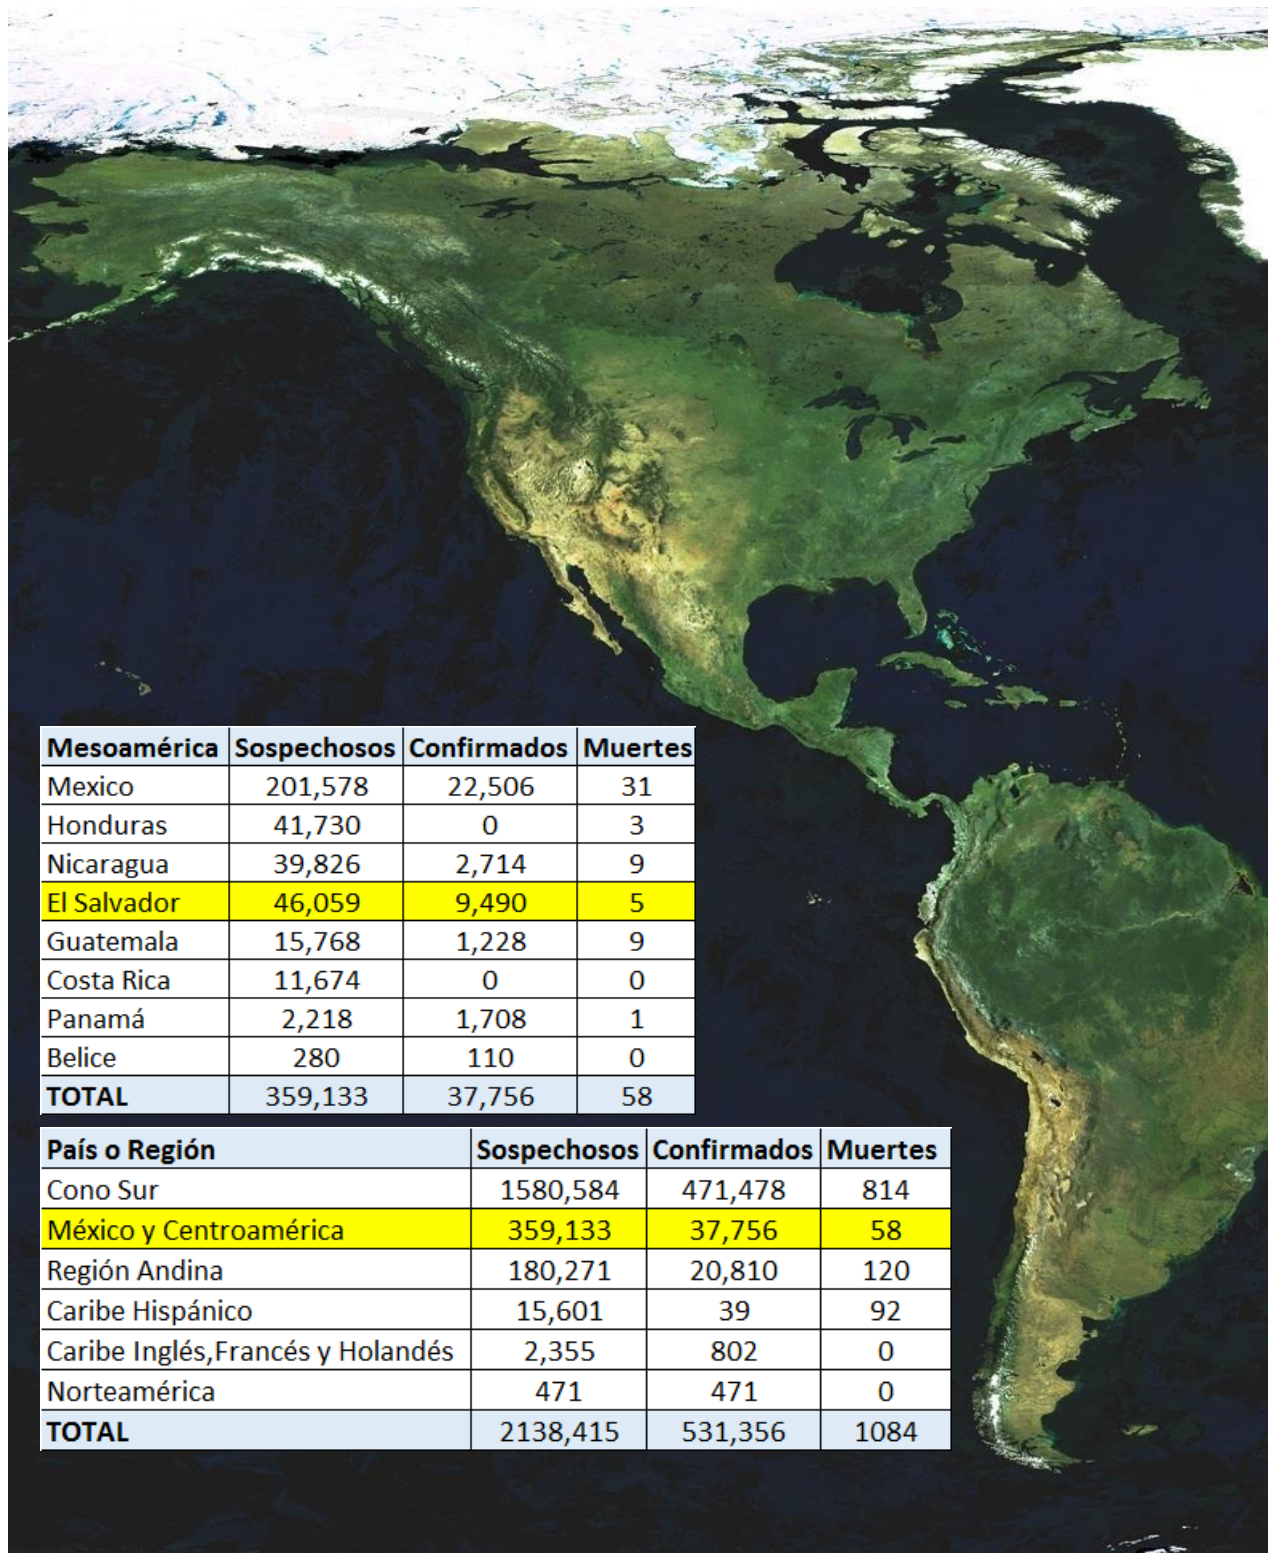 Mesoamérica Sospechosos Confirmados Muertes
Mexico 201,578 22,506 31
Honduras 41,730 0 3
Nicaragua 39,826 2,714 9
El Salvador 46,059 9,490 5
Guatemala 15,768 1,228 9
Costa Rica 11,674 0 0
Panamá 2,218 1,708 1
Belice 280 110 0
TOTAL 359,133 37,756 58
País o Región Sospechosos Confirmados Muertes
Cono Sur 1580,584 471,478 814
México y Centroamérica 359,133 37,756 58
Región Andina 180,271 20,810 120
Caribe Hispánico 15,601 39 92
Caribe Inglés,Francés y Holandés 2,355 802 0
Norteamérica 471 471 0
TOTAL 2138,415 531,356 1084